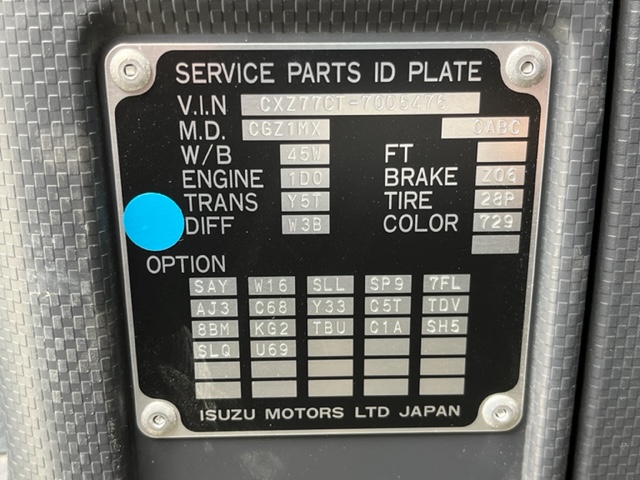 SERVICE PARTS ID PLATE
V.I.N CXZ77CT-7006476
M.D. CGZ1MX CABC
W/B 45W FT
ENGINE 1D0 BRAKE ZQ6
TRANS Y5T TIRE 28P
DIFF W3B COLOR 729
OPTION
SAY W16 SLL SP9 7FL
AJ3 C68 Y33 C5T TDV
8BM KG2 TBU C1A SH5
SLQ U69
ISUZU MOTORS LTD JAPAN